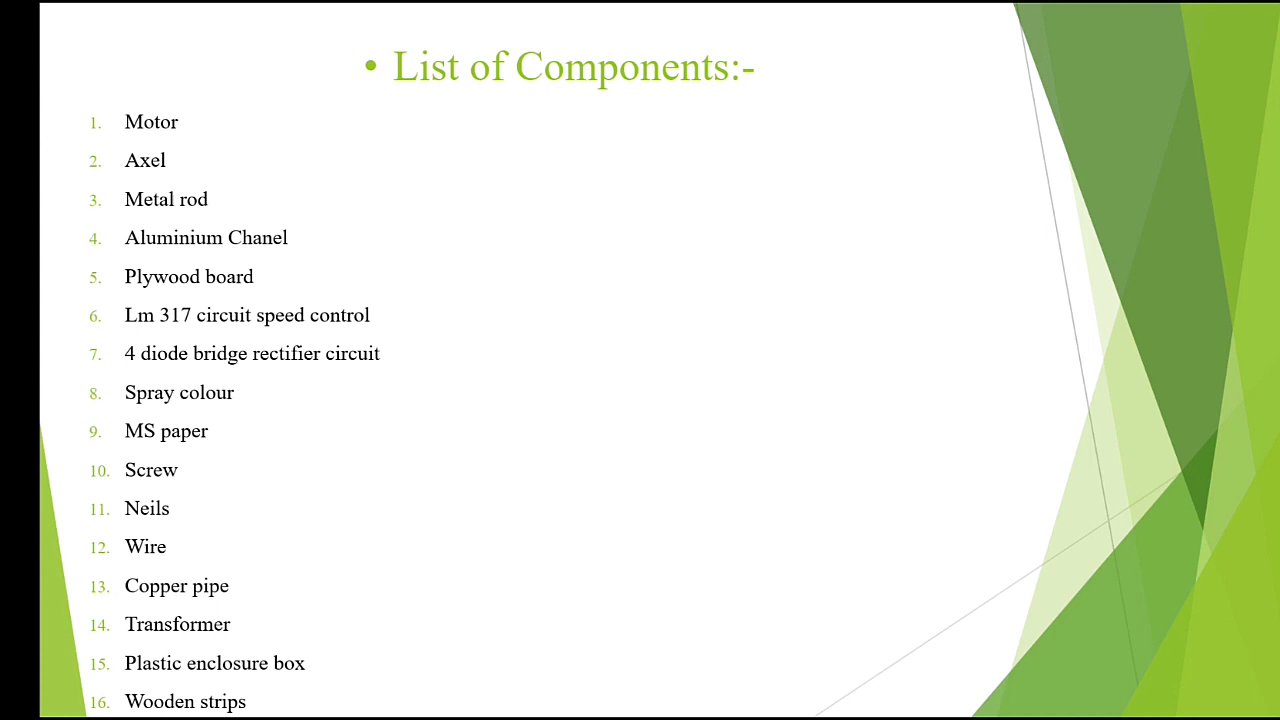 • List of Components:-
1. Motor
2. Axel
3. Metal rod
4. Aluminium Chanel
5. Plywood board
6. Lm 317 circuit speed control
7. 4 diode bridge rectifier circuit
8. Spray colour
9. MS paper
10. Screw
11. Neils
12. Wire
13. Copper pipe
14. Transformer
15. Plastic enclosure box
16. Wooden strips